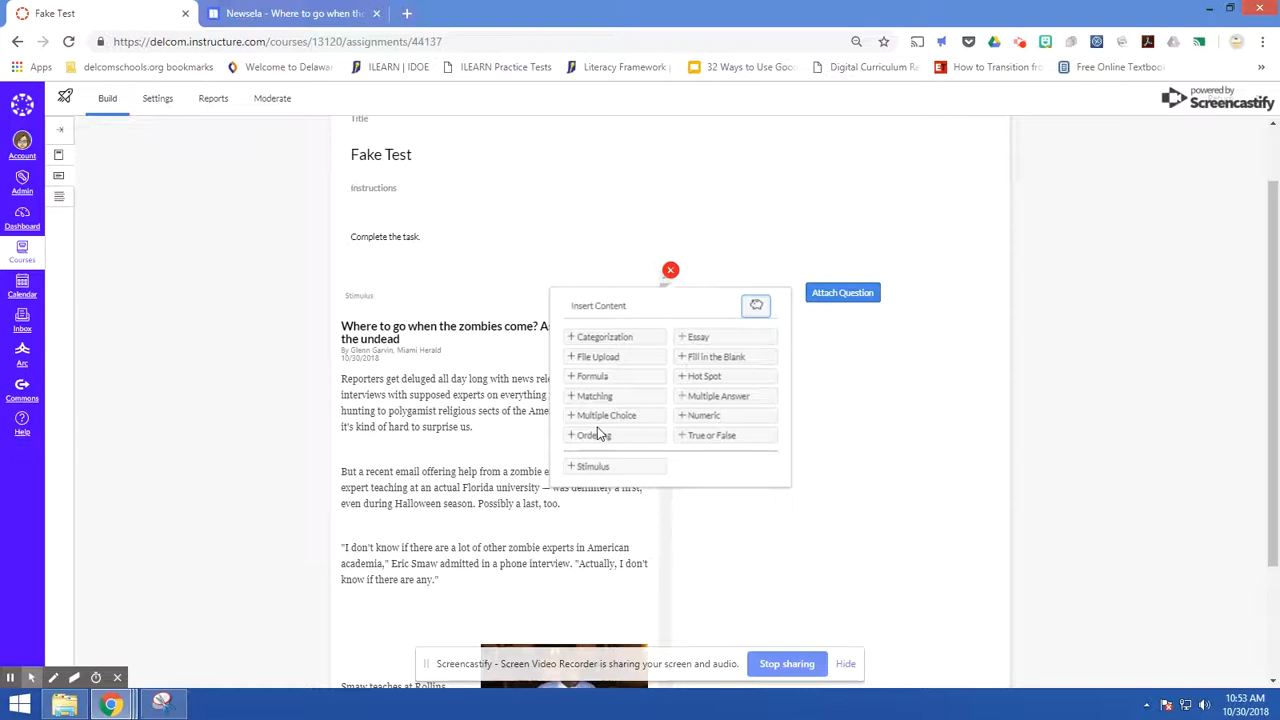 Fake Test
Newsela - Where to go when the
https://delcom.instructure.com/courses/13120/assignments/44137
Apps
delcomschools.org bookmarks
Welcome to Delawar
ILEARN | IDOE
ILEARN Practice Tests
Literacy Framework
32 Ways to Use Goo
Digital Curriculum Re
How to Transition from
Free Online Textbo
»
Build
Settings
Reports
Moderate
powered by
Screencastify
Account
Admin
Dashboard
Courses
Calendar
Inbox
Arc
Commons
Help
Title
Fake Test
Instructions
Complete the task.
Stimulus
Attach Question
Where to go when the zombies come? As
the undead
By Glenn Garvin, Miami Herald
10/30/2018
Reporters get deluged all day long with news rele
interviews with supposed experts on everything
hunting to polygamist religious sects of the Ame
it's kind of hard to surprise us.
But a recent email offering help from a zombie e
expert teaching at an actual Florida university — was definitely a first,
even during Halloween season. Possibly a last, too.
"I don't know if there are a lot of other zombie experts in American
academia," Eric Smaw admitted in a phone interview. "Actually, I don't
know if there are any."
Smaw teaches at Rollins
Insert Content
+ Categorization
+ Essay
+ File Upload
+ Fill in the Blank
+ Formula
+ Hot Spot
+ Matching
+ Multiple Answer
+ Multiple Choice
+ Numeric
+ Ordering
+ True or False
+ Stimulus
Screencastify - Screen Video Recorder is sharing your screen and audio.
Stop sharing
Hide
10:53 AM
10/30/2018